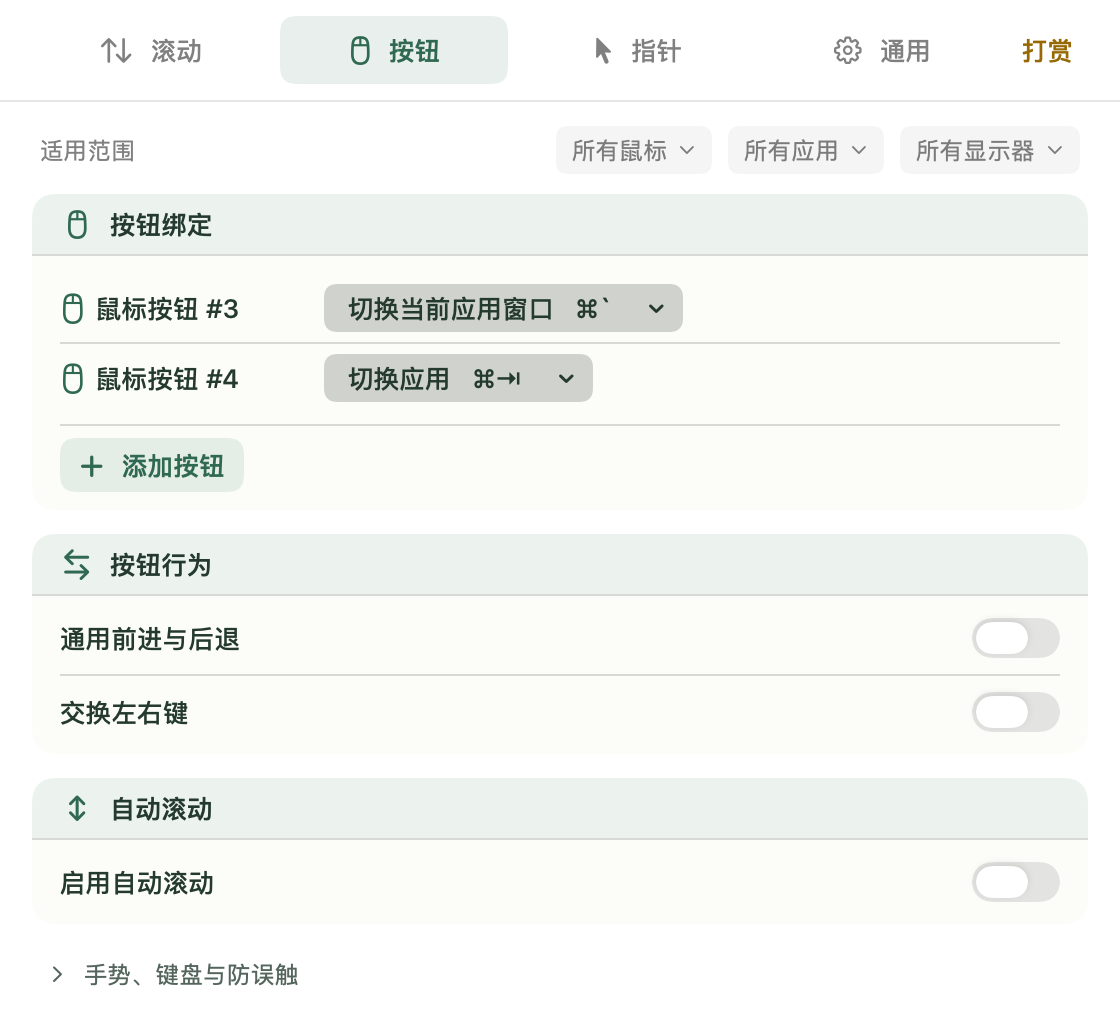 滚动 按钮 指针 通用 打赏
适用范围 所有鼠标 所有应用 所有显示器
按钮绑定
鼠标按钮 #3 切换当前应用窗口 ⌘`
鼠标按钮 #4 切换应用 ⌘⇥
+ 添加按钮
按钮行为
通用前进与后退
交换左右键
自动滚动
启用自动滚动
手势、键盘与防误触